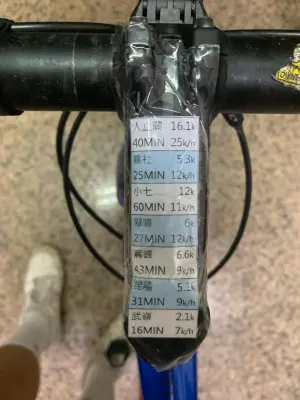 人止關 16.1k
40MIN 25k/h
霧社 5.3k
25MIN 12k/h
小七 12k
60MIN 11k/h
翠峰 6k
27MIN 12k/h
鳶峰 6.6k
43MIN 9k/h
昆陽 5.1k
31MIN 9k/h
武嶺 2.1k
16MIN 7k/h